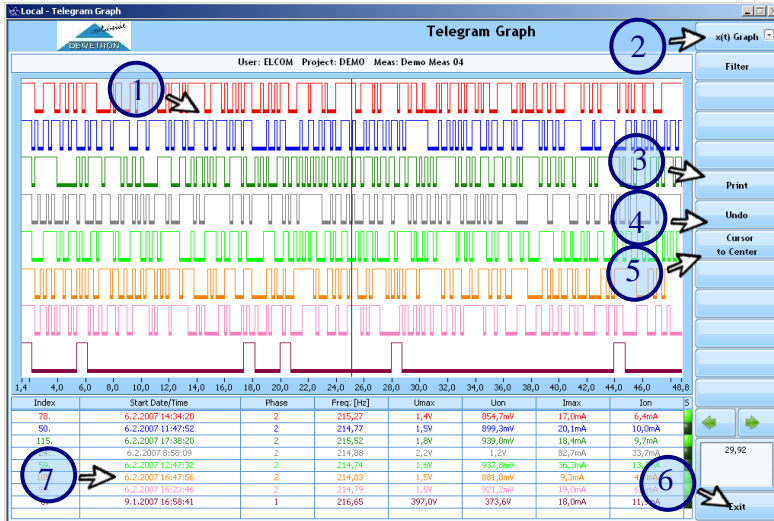 Local - Telegram Graph
DEWETRON
Telegram Graph
x(t) Graph
User: ELCOM Project: DEMO Meas: Demo Meas 04
Filter
1
2
3
Print
4
Undo
Cursor
to Center
5
1,4 4,0 6,0 8,0 10,0 12,0 14,0 16,0 18,0 20,0 22,0 24,0 26,0 28,0 30,0 32,0 34,0 36,0 38,0 40,0 42,0 44,0 46,0 48,8
Index Start Date/Time Phase Freq. [Hz] Umax Uon Imax Ion S
78. 6.2.2007 14:34:20 2 215,27 1,4V 854,7mV 17,0mA 6,4mA
50. 6.2.2007 11:47:52 2 214,77 1,5V 899,3mV 20,1mA 10,0mA
115. 6.2.2007 17:38:20 2 215,52 1,8V 939,0mV 18,4mA 9,7mA
6.2.2007 8:58:09 2 214,88 2,2V 1,2V 82,7mA 33,7mA
6.2.2007 12:47:32 2 214,74 1,6V 937,8mV 36,3mA
6.2.2007 16:47:56 2 214,83 1,5V 881,8mV 9,3mA
6.2.2007 16:23:46 2 214,79 1,5V 921,2mV 19,0mA
9.1.2007 16:58:41 1 216,65 397,0V 373,6V 18,0mA
29,92
7
6
Exit